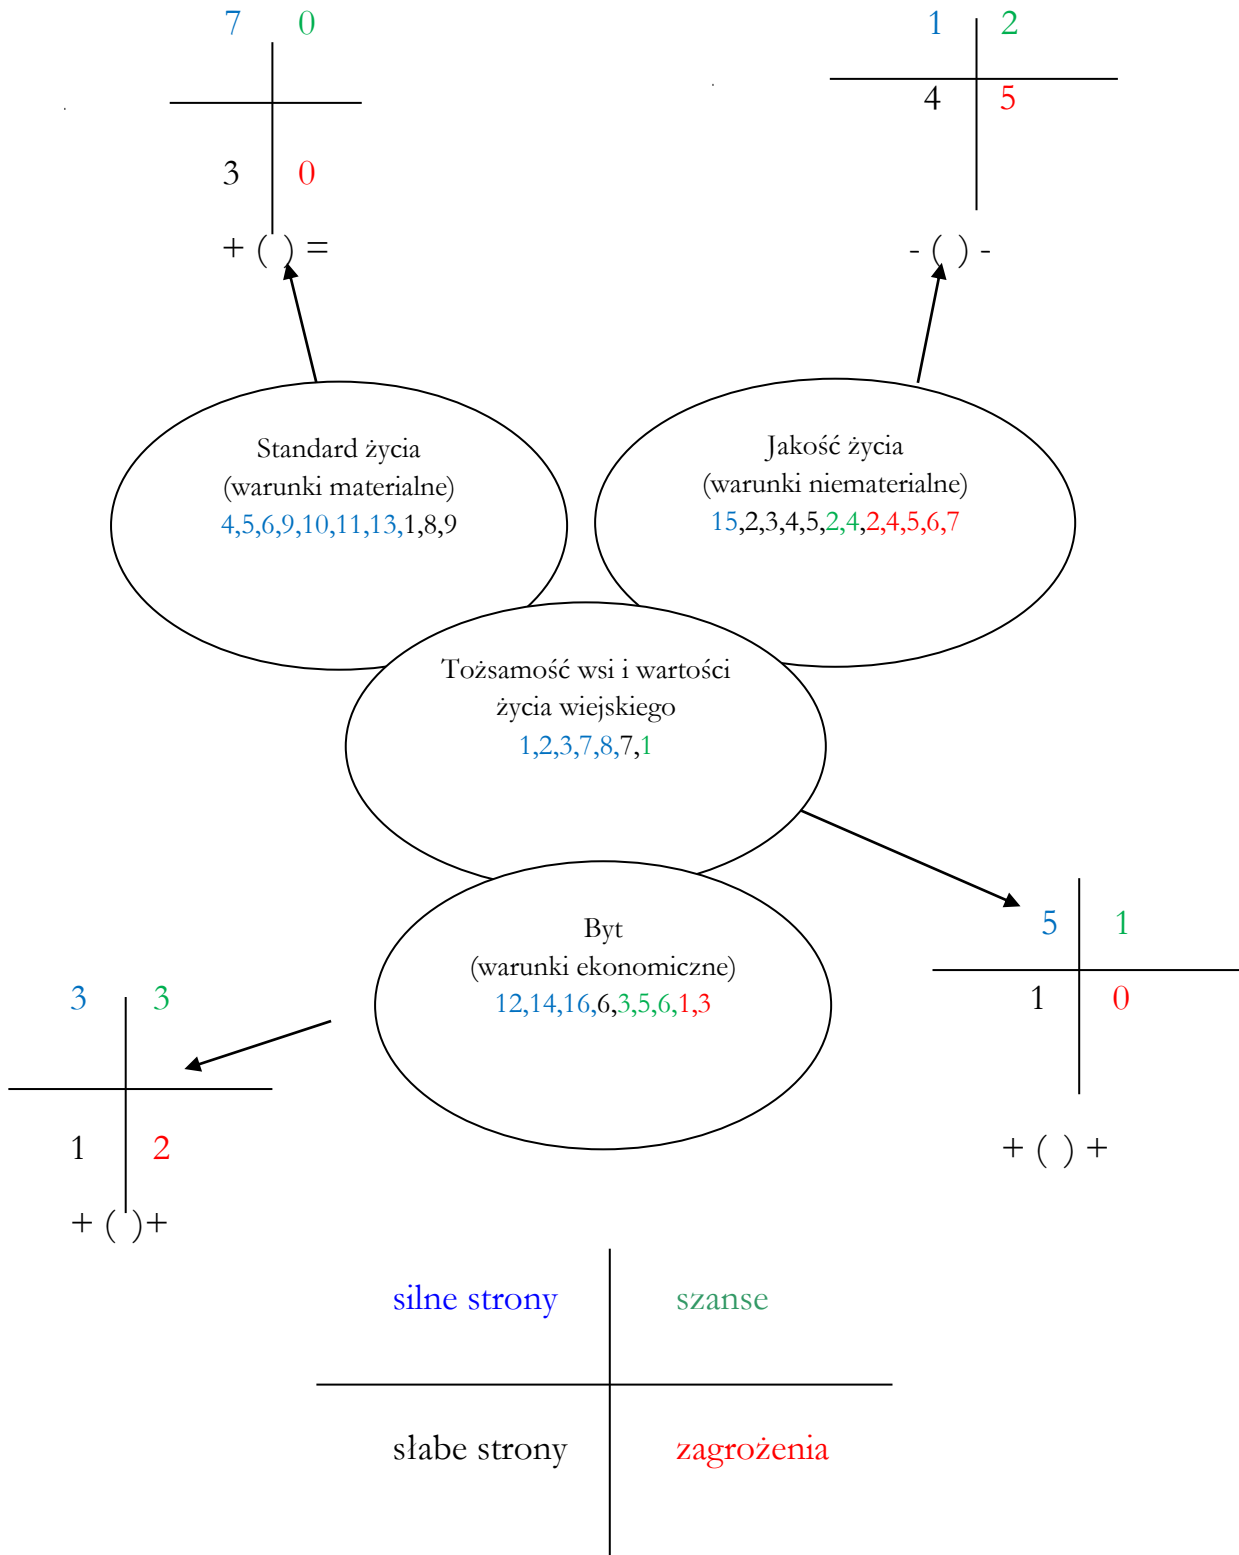 7 0
3 0
+ ( ) =
1 2
4 5
- ( ) -
Standard życia
(warunki materialne)
4,5,6,9,10,11,13,1,8,9
Jakość życia
(warunki niematerialne)
15,2,3,4,5,2,4,2,4,5,6,7
Tożsamość wsi i wartości
życia wiejskiego
1,2,3,7,8,7,1
5 1
1 0
+ ( ) +
Byt
(warunki ekonomiczne)
12,14,16,6,3,5,6,1,3
3 3
1 2
+ ( )+
silne strony szanse
słabe strony zagrożenia